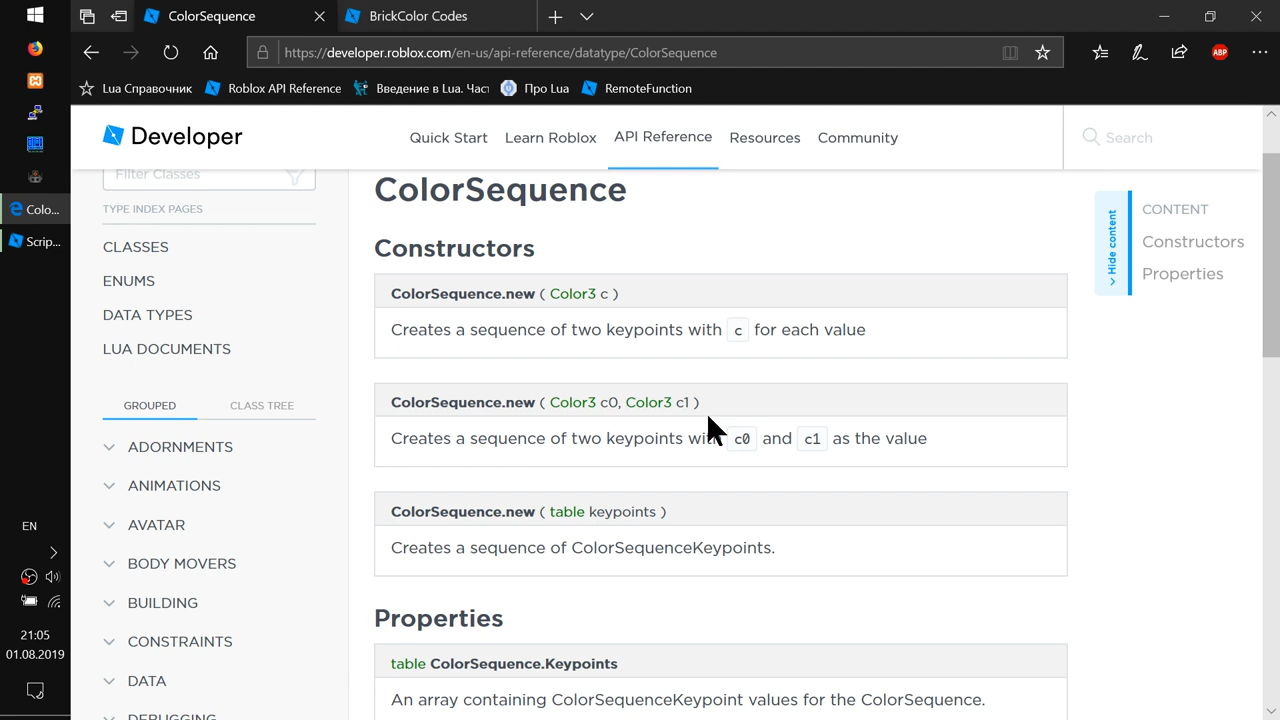 ColorSequence
BrickColor Codes
https://developer.roblox.com/en-us/api-reference/datatype/ColorSequence
ABP
Lua Справочник
Roblox API Reference
Введение в Lua. Част
Про Lua
RemoteFunction
Developer
Quick Start
Learn Roblox
API Reference
Resources
Community
Search
Colo...
Scrip...
EN
21:05
01.08.2019
Filter Classes
TYPE INDEX PAGES
CLASSES
ENUMS
DATA TYPES
LUA DOCUMENTS
GROUPED
CLASS TREE
ADORNMENTS
ANIMATIONS
AVATAR
BODY MOVERS
BUILDING
CONSTRAINTS
DATA
DEBUGGING
ColorSequence
Constructors
ColorSequence.new ( Color3 c )
Creates a sequence of two keypoints with c for each value
ColorSequence.new ( Color3 c0, Color3 c1 )
Creates a sequence of two keypoints with c0 and c1 as the value
ColorSequence.new ( table keypoints )
Creates a sequence of ColorSequenceKeypoints.
Properties
table ColorSequence.Keypoints
An array containing ColorSequenceKeypoint values for the ColorSequence.
Hide content
CONTENT
Constructors
Properties